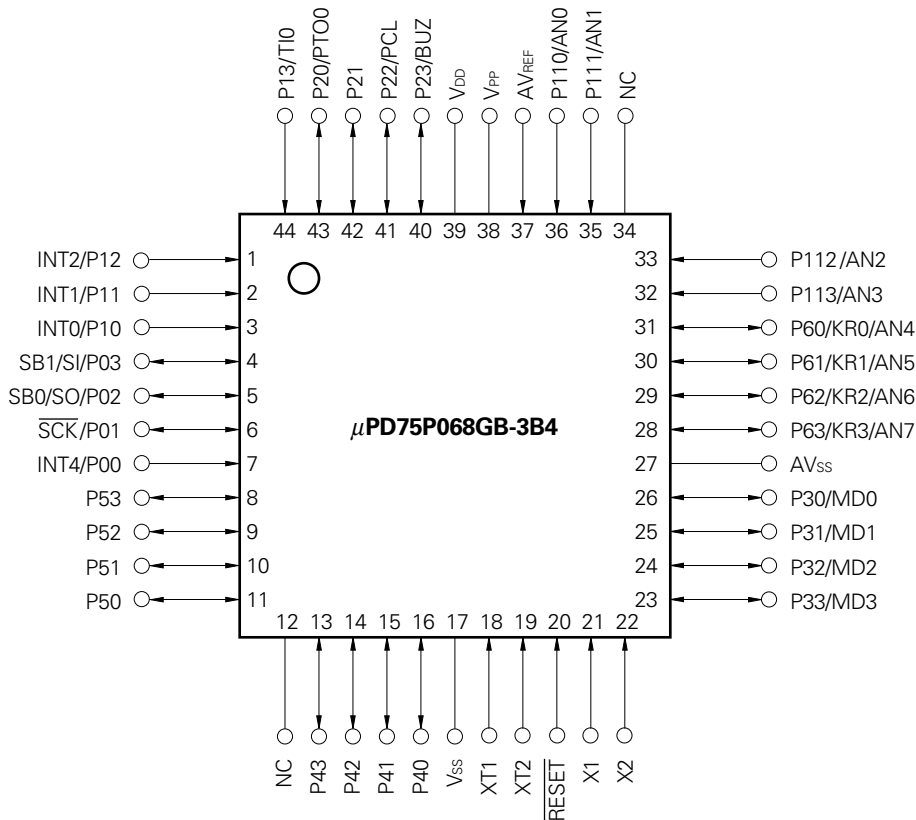 P13/TI0
P20/PTO0
P21
P22/PCL
P23/BUZ
VDD
VPP
AVREF
P110/AN0
P111/AN1
NC
44 43 42 41 40 39 38 37 36 35 34
INT2/P12 1
INT1/P11 2
INT0/P10 3
SB1/SI/P03 4
SB0/SO/P02 5
SCK/P01 6
INT4/P00 7
P53 8
P52 9
P51 10
P50 11
μPD75P068GB-3B4
33 P112/AN2
32 P113/AN3
31 P60/KR0/AN4
30 P61/KR1/AN5
29 P62/KR2/AN6
28 P63/KR3/AN7
27 AVSS
26 P30/MD0
25 P31/MD1
24 P32/MD2
23 P33/MD3
12 13 14 15 16 17 18 19 20 21 22
NC
P43
P42
P41
P40
VSS
XT1
XT2
RESET
X1
X2